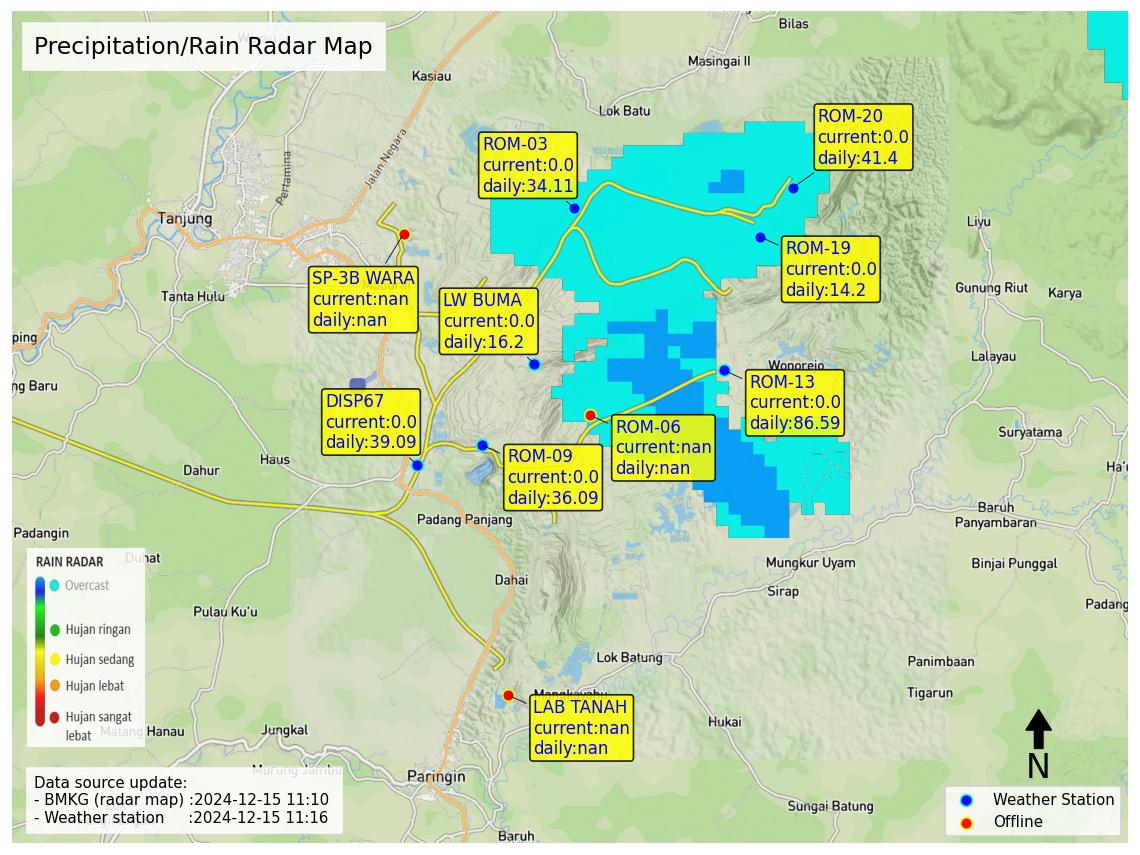 Precipitation/Rain Radar Map
Bilas
Masingai II
Kasiau
Lok Batu
Jalan Negara
Pertamina
Tanjung
Tanta Hulu
ROM-03
current:0.0
daily:34.11
ROM-20
current:0.0
daily:41.4
ROM-19
current:0.0
daily:14.2
SP-3B WARA
current:nan
daily:nan
LW BUMA
current:0.0
daily:16.2
Liyu
Gunung Riut
Karya
Lalayau
Wonorejo
ping
ng Baru
ROM-13
current:0.0
daily:86.59
DISP67
current:0.0
daily:39.09
ROM-06
current:nan
daily:nan
ROM-09
current:0.0
daily:36.09
Suryatama
Ha'u
Haus
Dahur
Padang Panjang
Baruh
Panyambaran
Padangin
Duhat
Binjai Punggal
Mungkur Uyam
Sirap
Dahai
Padang
Pulau Ku'u
RAIN RADAR
Overcast
Hujan ringan
Hujan sedang
Hujan lebat
Hujan sangat
lebat
Lok Batung
Panimbaan
Tigarun
Mangkayahu
LAB TANAH
current:nan
daily:nan
Hukai
Matang Hanau
Jungkal
Murung Jambu
Paringin
Sungai Batung
Baruh
Data source update:
- BMKG (radar map) :2024-12-15 11:10
- Weather station :2024-12-15 11:16
N
Weather Station
Offline